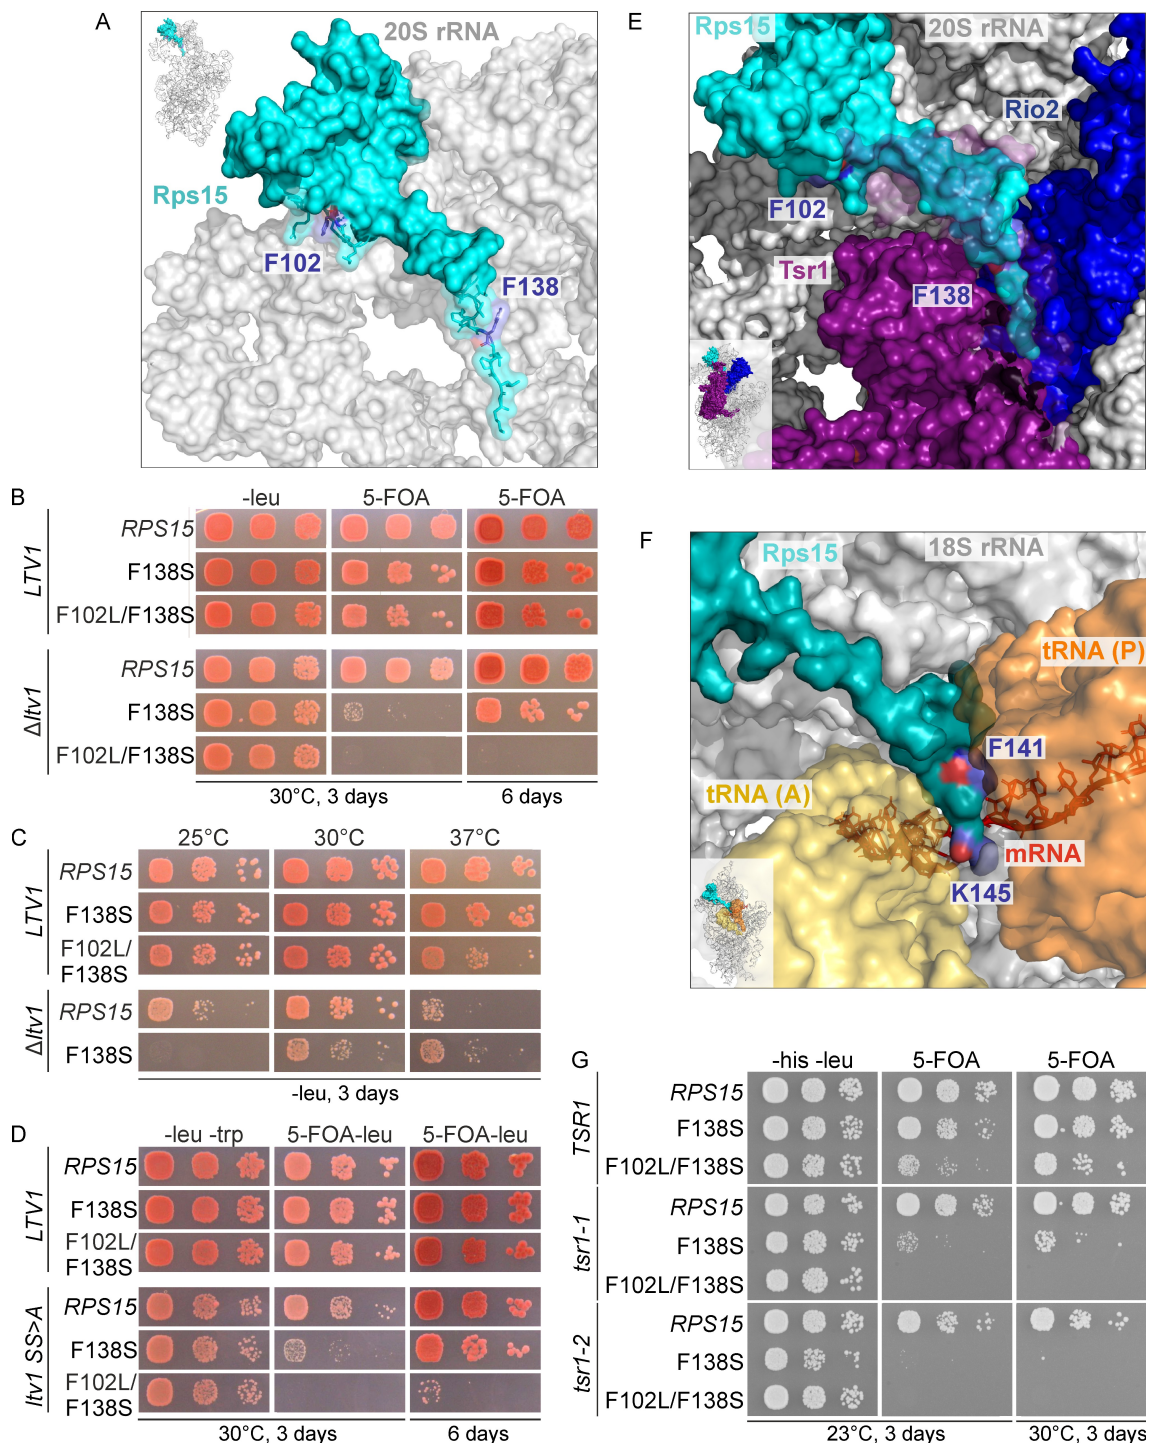 A
20S rRNA
Rps15
F102
F138
E
Rps15
20S rRNA
Rio2
F102
Tsr1
F138
B
-leu 5-FOA 5-FOA
LTV1
RPS15
F138S
F102L/F138S
Δltv1
RPS15
F138S
F102L/F138S
30°C, 3 days 6 days
F
Rps15
18S rRNA
tRNA (P)
F141
tRNA (A)
mRNA
K145
C
25°C 30°C 37°C
LTV1
RPS15
F138S
F102L/
F138S
Δltv1
RPS15
F138S
-leu, 3 days
D
-leu -trp 5-FOA-leu 5-FOA-leu
LTV1
RPS15
F138S
F102L/
F138S
ltv1 SS>A
RPS15
F138S
F102L/
F138S
30°C, 3 days 6 days
G
-his -leu 5-FOA 5-FOA
TSR1
RPS15
F138S
F102L/F138S
tsr1-1
RPS15
F138S
F102L/F138S
tsr1-2
RPS15
F138S
F102L/F138S
23°C, 3 days 30°C, 3 days